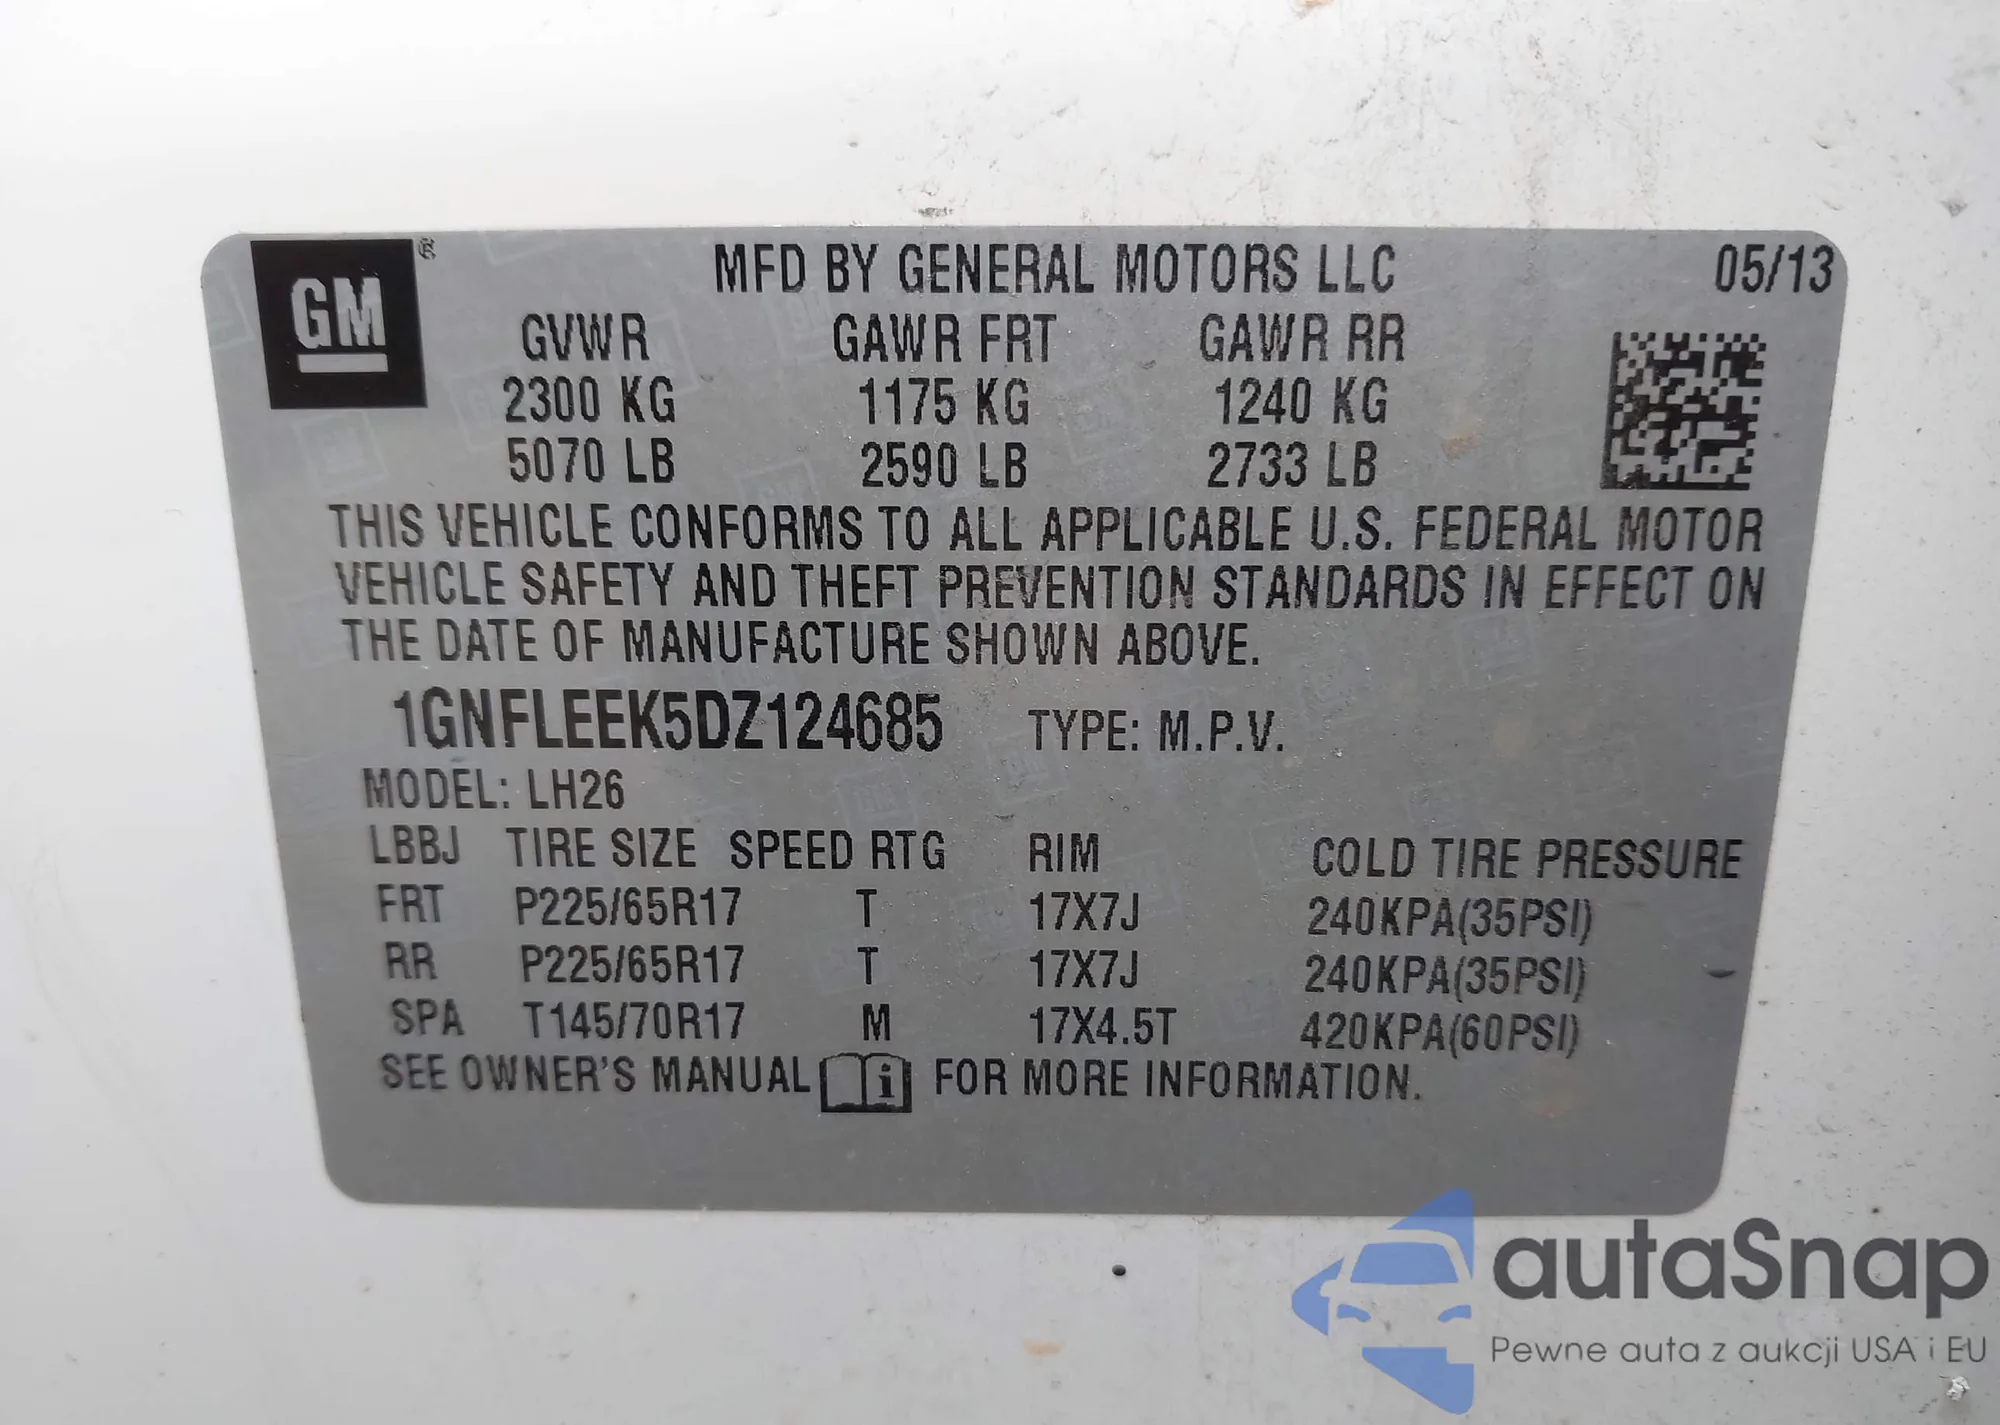 GM ®
MFD BY GENERAL MOTORS LLC 05/13
GVWR GAWR FRT GAWR RR
2300 KG 1175 KG 1240 KG
5070 LB 2590 LB 2733 LB
THIS VEHICLE CONFORMS TO ALL APPLICABLE U.S. FEDERAL MOTOR
VEHICLE SAFETY AND THEFT PREVENTION STANDARDS IN EFFECT ON
THE DATE OF MANUFACTURE SHOWN ABOVE.
1GNFLEEK5DZ124685 TYPE: M.P.V.
MODEL: LH26
LBBJ TIRE SIZE SPEED RTG RIM COLD TIRE PRESSURE
FRT P225/65R17 T 17X7J 240KPA(35PSI)
RR P225/65R17 T 17X7J 240KPA(35PSI)
SPA T145/70R17 M 17X4.5T 420KPA(60PSI)
SEE OWNER'S MANUAL i FOR MORE INFORMATION.
autaSnap
Pewne auta z aukcji USA i EU